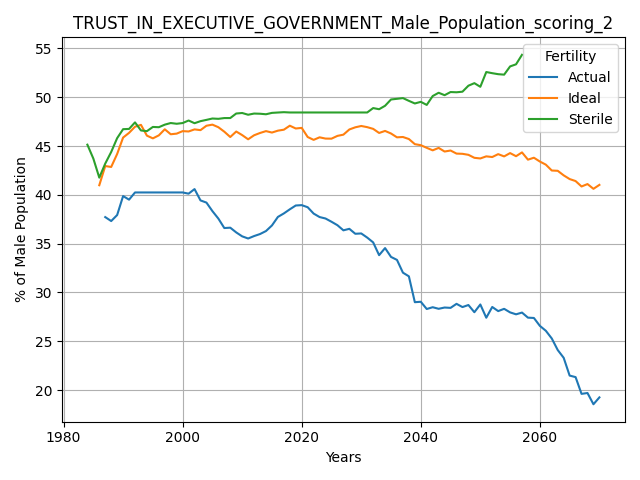 TRUST_IN_EXECUTIVE_GOVERNMENT_Male_Population_scoring_2
Fertility
Actual
Ideal
Sterile
% of Male Population
55
50
45
40
35
30
25
20
1980
2000
2020
2040
2060
Years